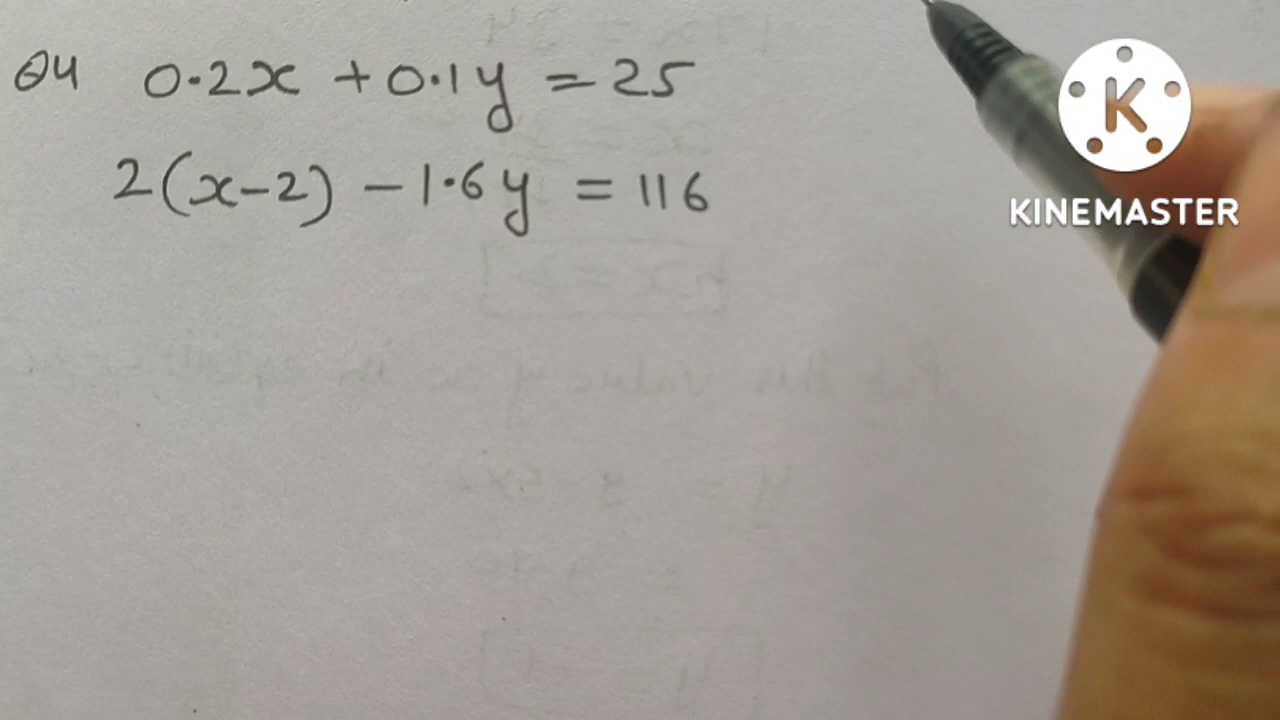 Q4 0.2x + 0.1y = 25
2(x-2) - 1.6y = 116
KINEMASTER